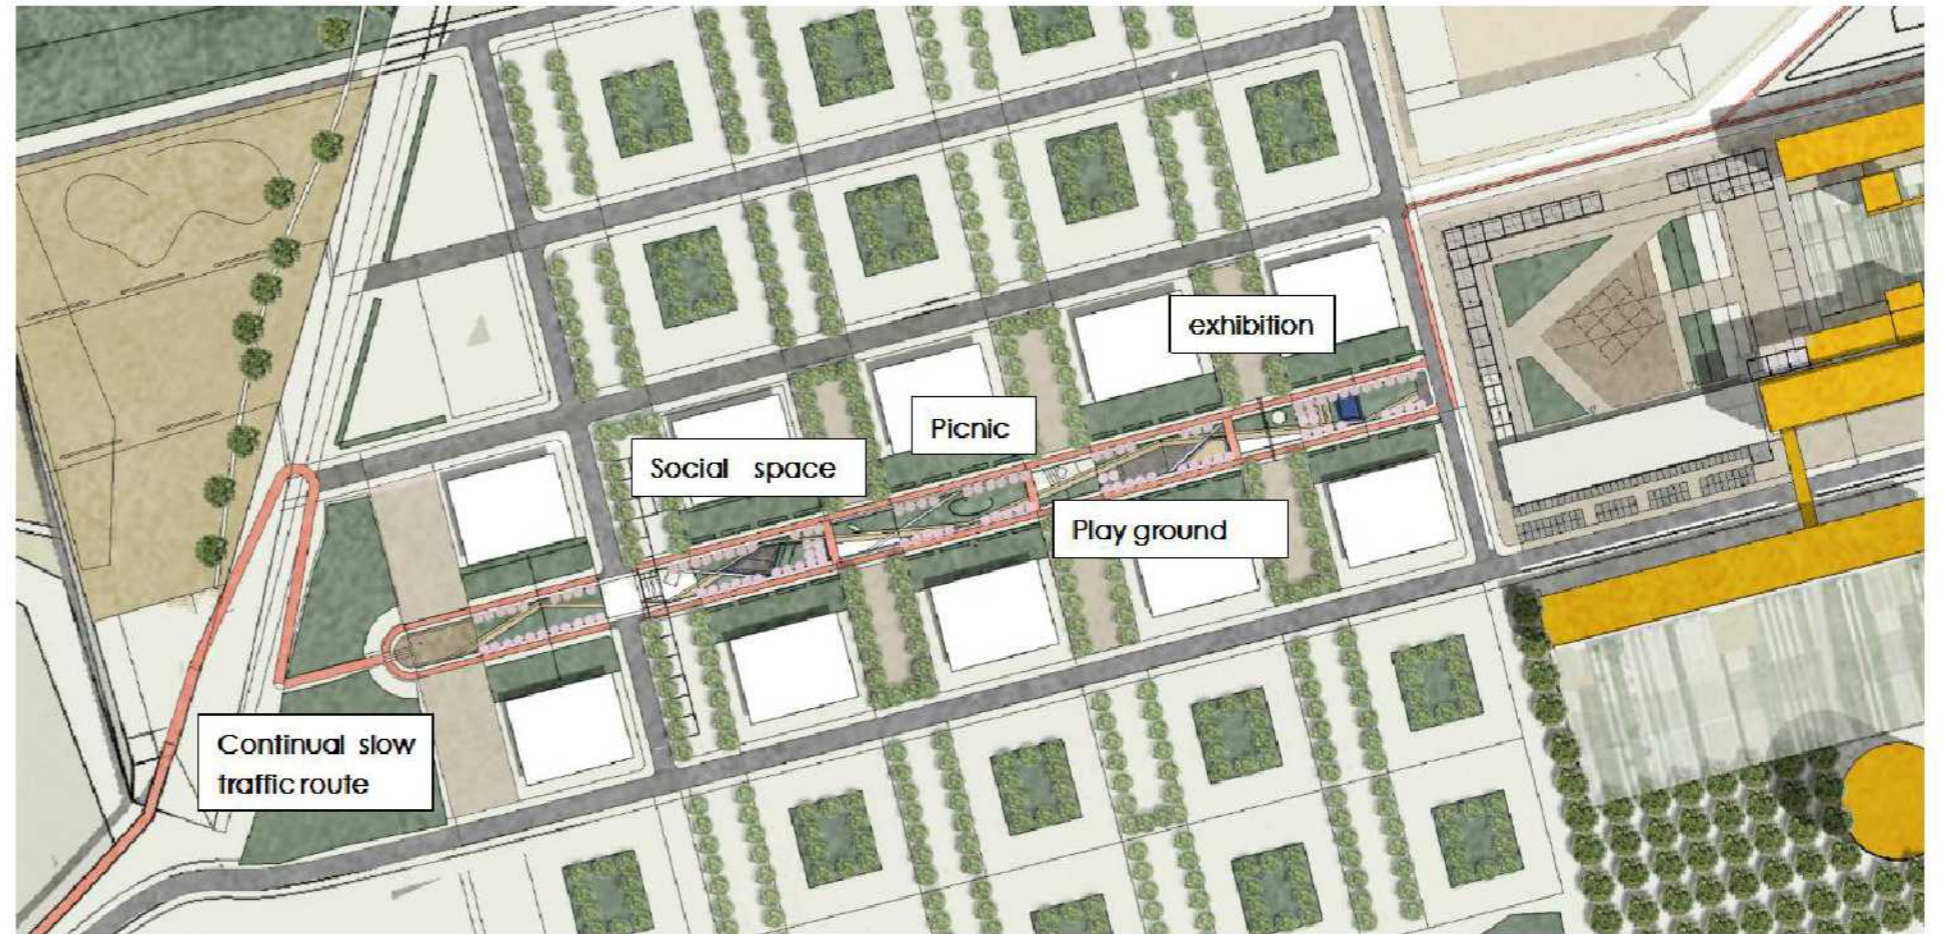 exhibition
Picnic
Social space
Play ground
Continual slow
traffic route